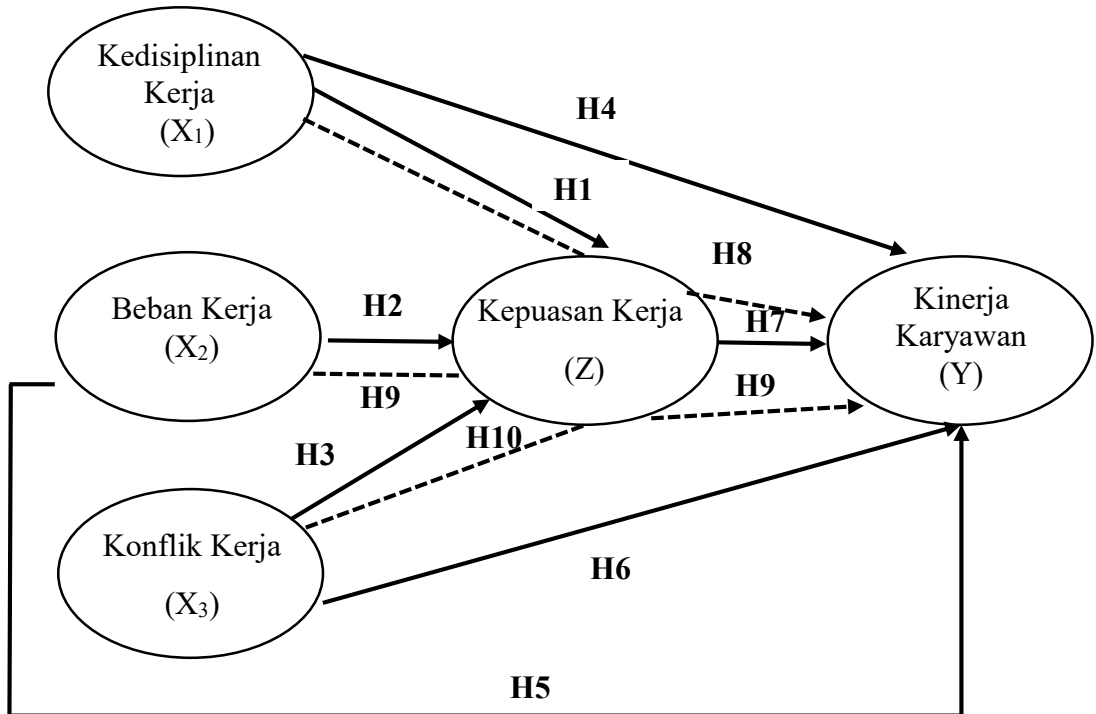 Kedisiplinan
Kerja
(X₁)
H4
H1
H8
Beban Kerja
(X₂)
H2
Kepuasan Kerja
(Z)
H7
Kinerja
Karyawan
(Y)
H9
H9
H3
H10
Konflik Kerja
(X₃)
H6
H5